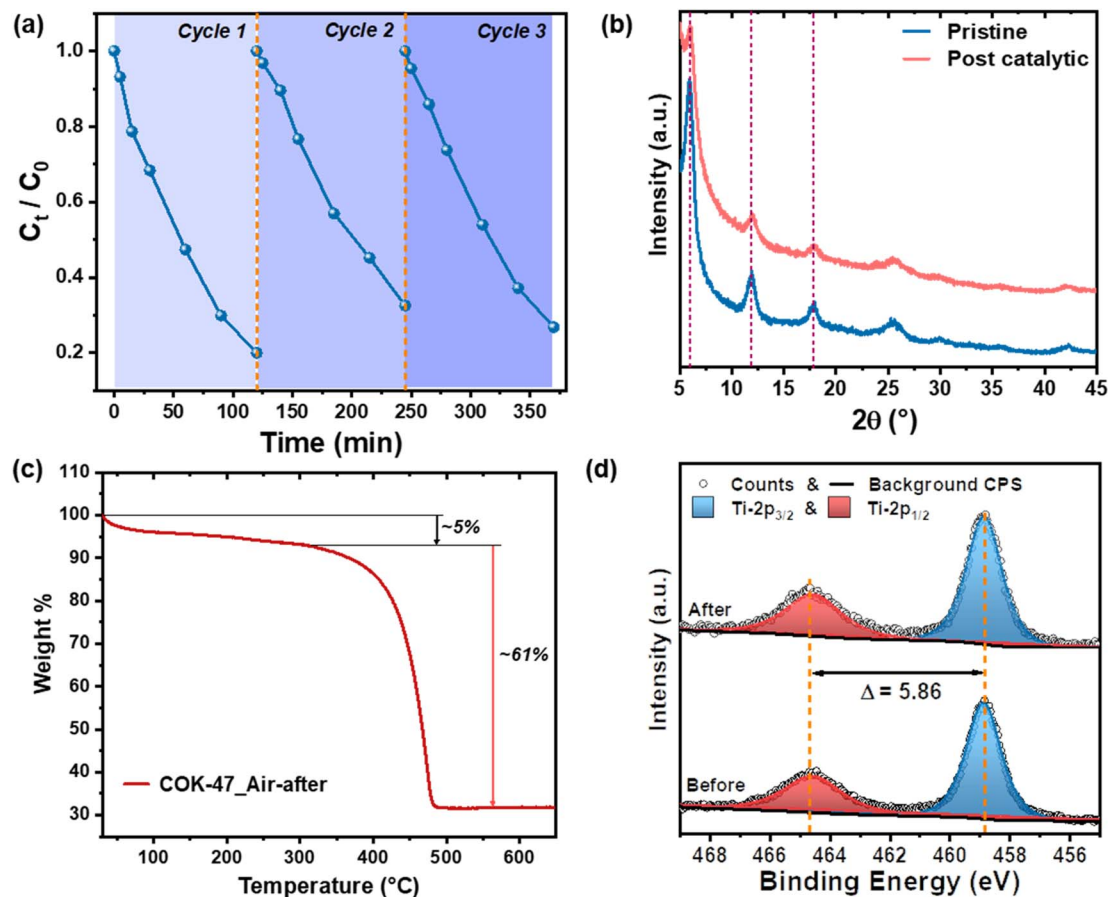 (a)
Cycle 1
Cycle 2
Cycle 3
1.0
0.8
0.6
0.4
0.2
C_t / C_0
0 50 100 150 200 250 300 350
Time (min)
(b)
Pristine
Post catalytic
Intensity (a.u.)
5 10 15 20 25 30 35 40 45
2θ (°)
(c)
110
100
90
80
70
60
50
40
30
Weight %
~5%
~61%
COK-47_Air-after
100 200 300 400 500 600
Temperature (°C)
(d)
Counts & Background CPS
Ti-2p3/2 & Ti-2p1/2
After
Δ = 5.86
Before
Intensity (a.u.)
468 466 464 462 460 458 456
Binding Energy (eV)